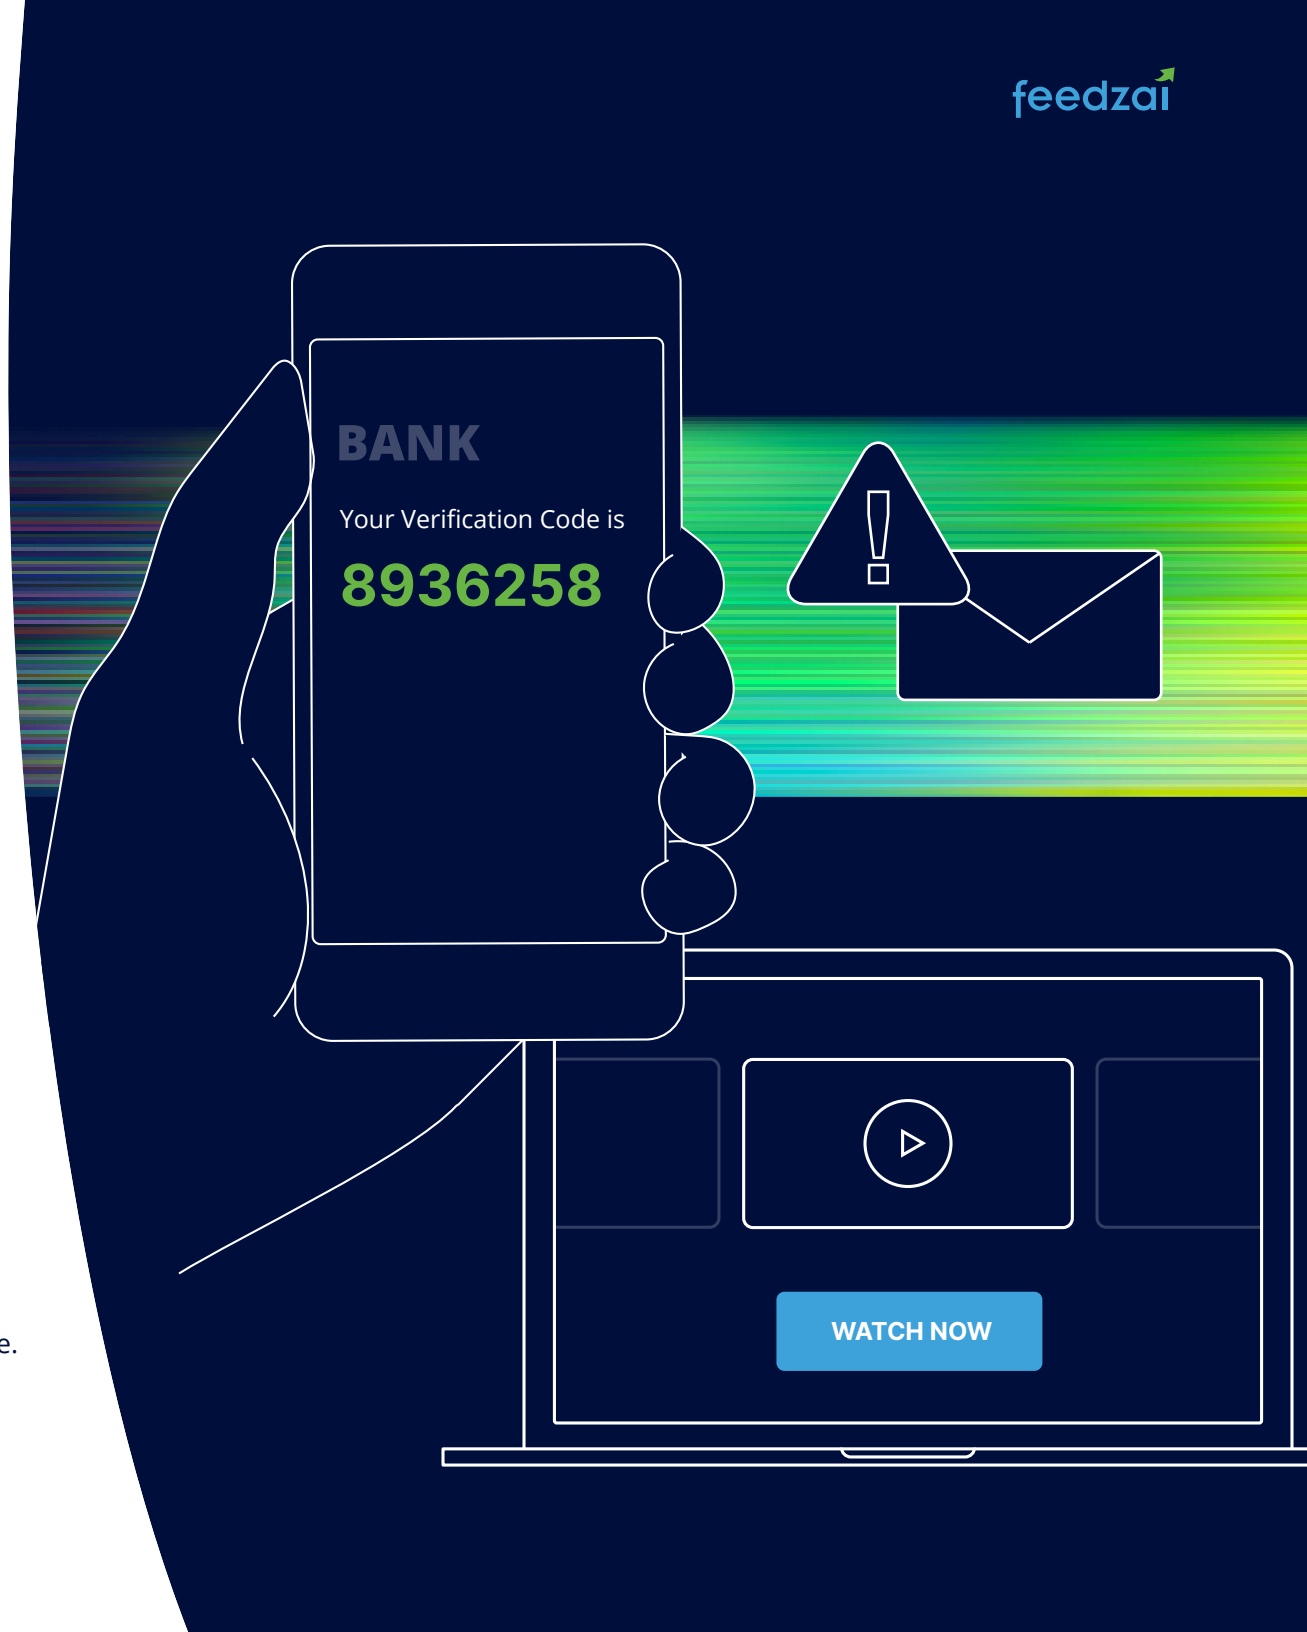 feedzai
BANK
Your Verification Code is
8936258
!
WATCH NOW
e.